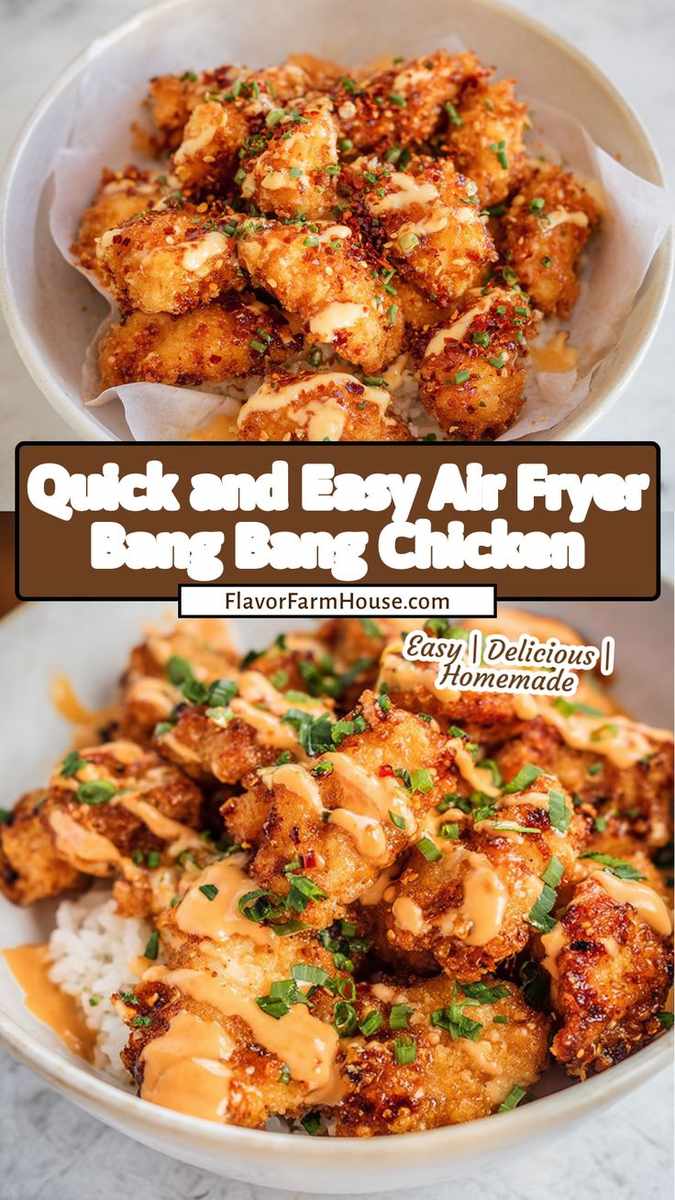 Quick and Easy Air Fryer
Bang Bang Chicken
FlavorFarmHouse.com
Easy | Delicious |
Homemade